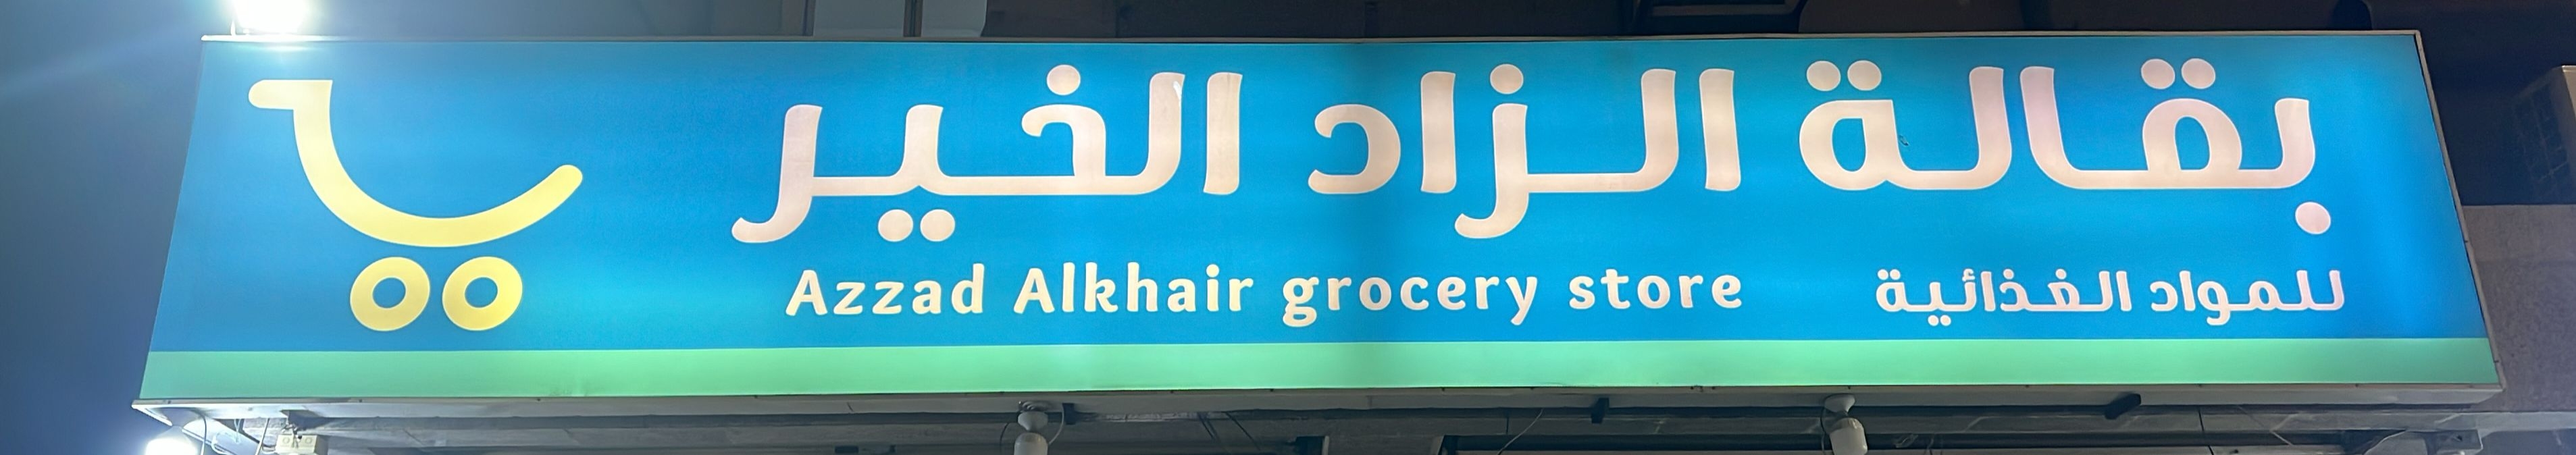 بقالة الزاد الخير
للمواد الغذائية
Azzad Alkhair grocery store